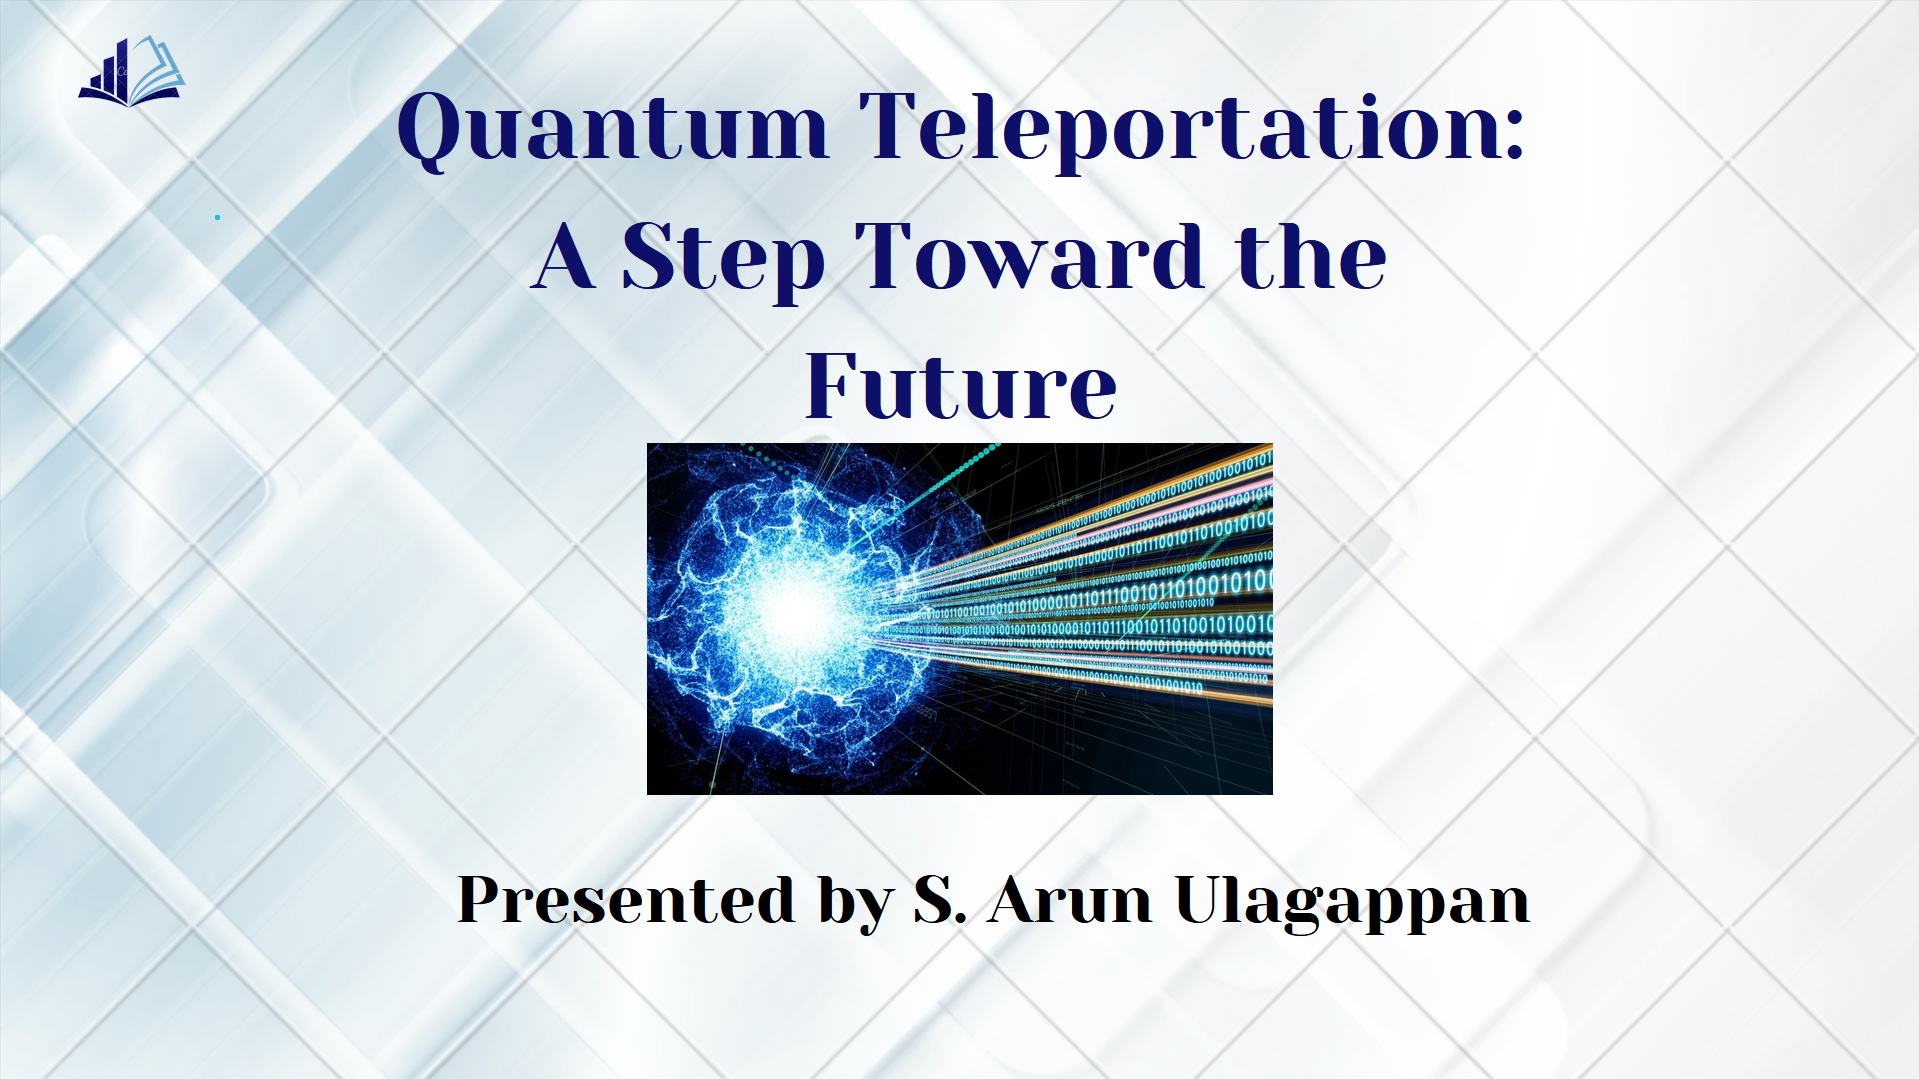 Quantum Teleportation:
A Step Toward the
Future
Presented by S. Arun Ulagappan